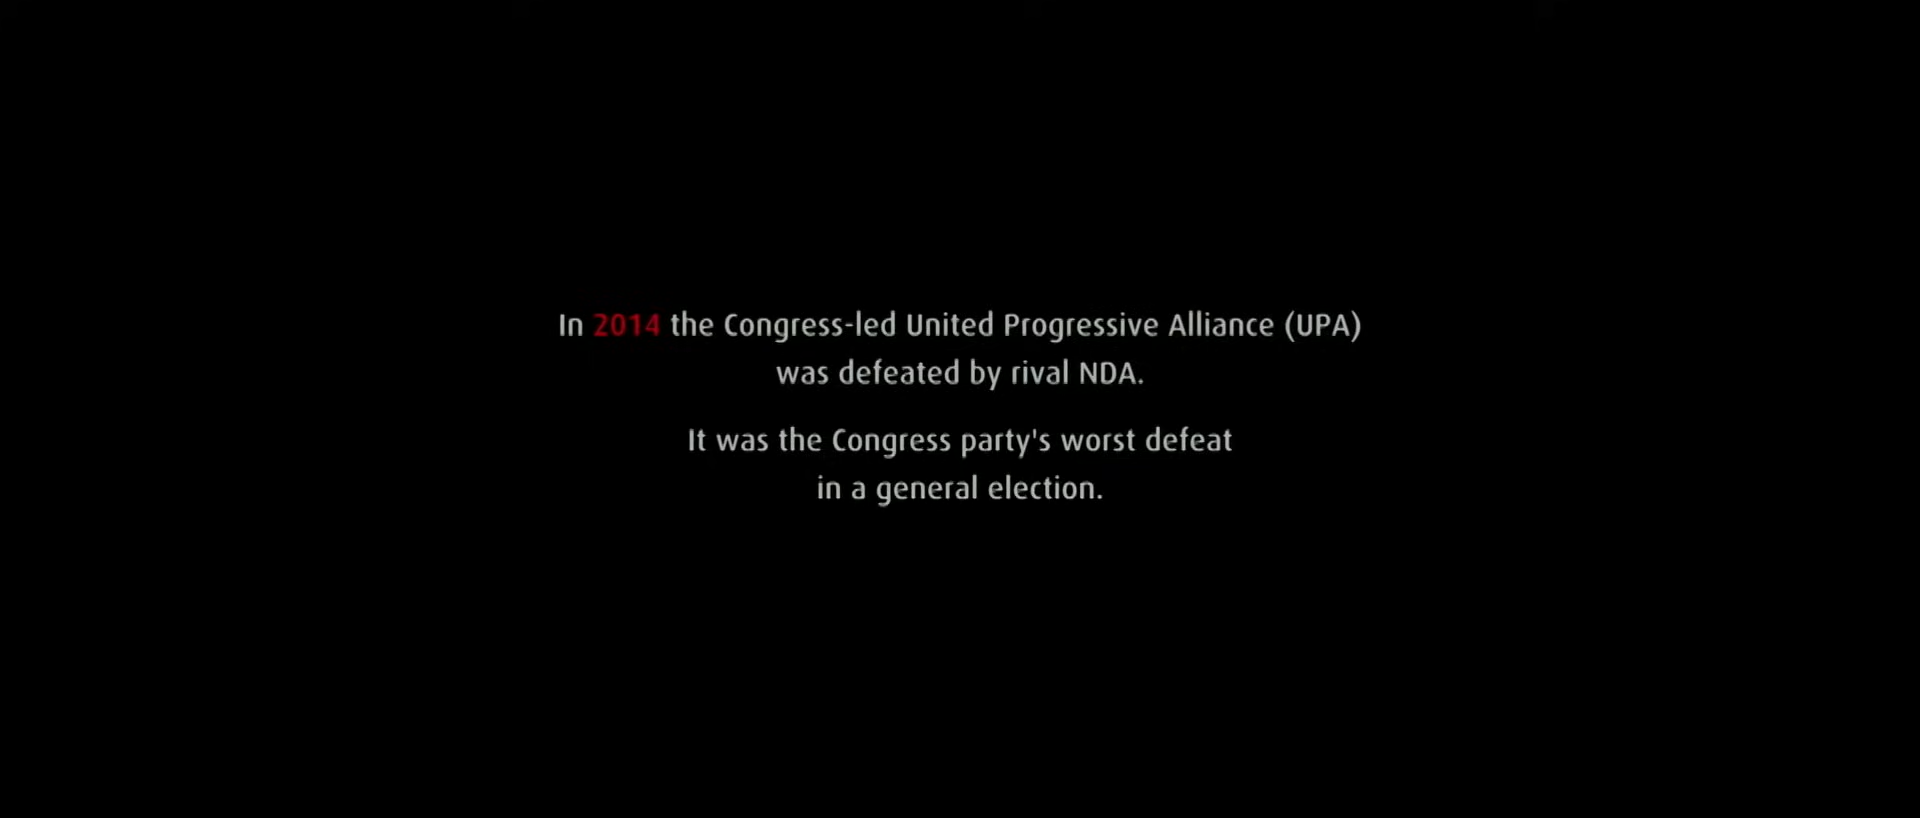 In 2014 the Congress-led United Progressive Alliance (UPA)
was defeated by rival NDA.
It was the Congress party's worst defeat
in a general election.